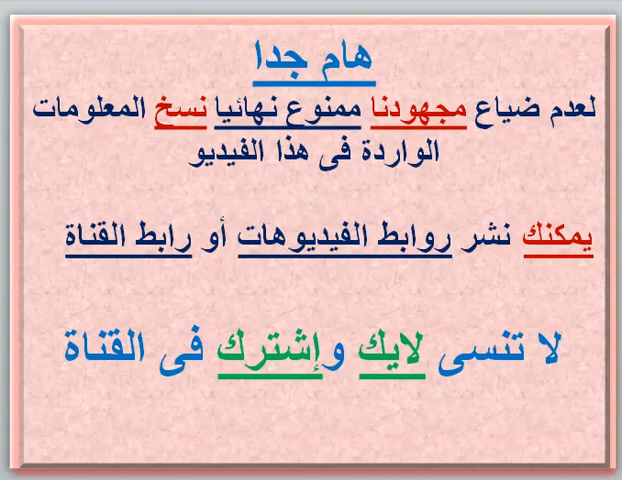 هام جدا
لعدم ضياع مجهودنا ممنوع نهائيا نسخ المعلومات
الواردة فى هذا الفيديو
يمكنك نشر روابط الفيديوهات أو رابط القناة
لا تنسى لايك وإشترك فى القناة